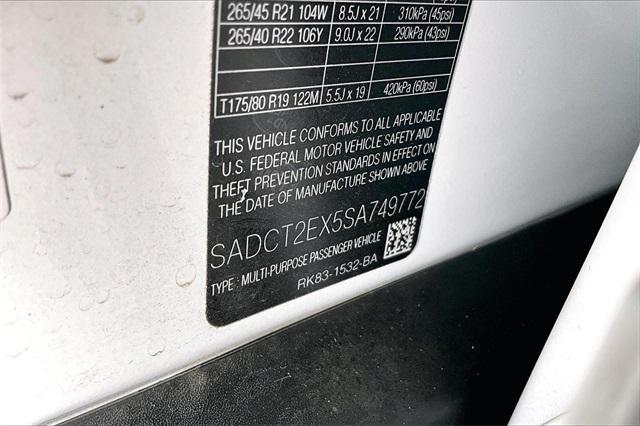 265/45 R21 104W 8.5J x 21 310kPa (45psi)
265/40 R22 106Y 9.0J x 22 290kPa (43psi)
T175/80 R19 122M 5.5J x 19 420kPa (60psi)
THIS VEHICLE CONFORMS TO ALL APPLICABLE
U.S. FEDERAL MOTOR VEHICLE SAFETY AND
THEFT PREVENTION STANDARDS IN EFFECT ON
THE DATE OF MANUFACTURE SHOWN ABOVE
SADCT2EX5SA749772
TYPE : MULTI-PURPOSE PASSENGER VEHICLE
RK83-1532-BA